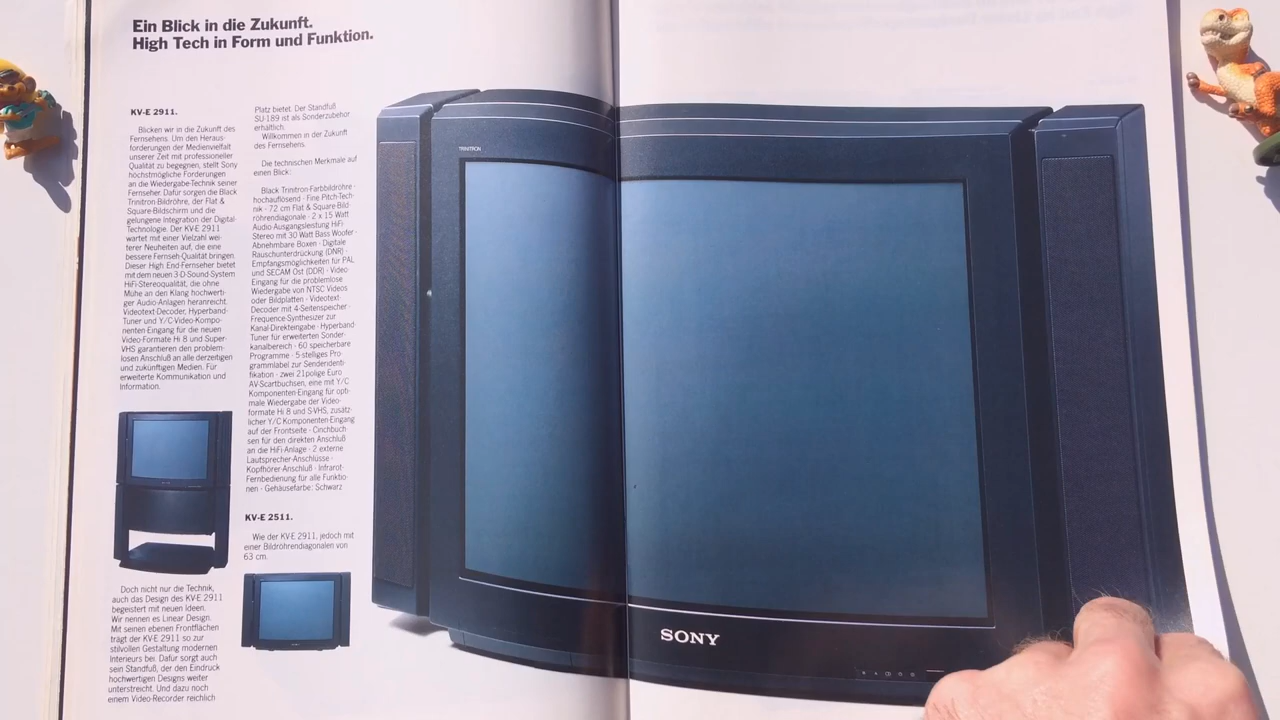 Ein Blick in die Zukunft.
High Tech in Form und Funktion.
KV-E 2911.
Blicken wir in die Zukunft des
Fernsehens. Um den Heraus-
forderungen der Medienvielfalt
unserer Zeit mit professioneller
Qualität zu begegnen, stellt Sony
höchstmögliche Forderungen
an die Wiedergabe-Technik seiner
Fernseher. Dafür sorgen die Black
Trinitron-Bildröhre, der Flat &
Square-Bildschirm und die
gelungene Integration der Digital-
Technologie. Der KV-E 2911
wartet mit einer Vielzahl wei-
terer Neuheiten auf, die eine
bessere Fernseh-Qualität bringen.
Dieser High End-Fernseher bietet
mit dem neuen 3-D-Sound-System
HiFi-Stereoqualität, die ohne
Mühe an den Klang hochwerti-
ger Audio-Anlagen heranreicht.
Videotext-Decoder, Hyperband-
Tuner und Y/C-Video-Kompo-
nenten-Eingang für die neuen
Video-Formate Hi 8 und Super-
VHS garantieren den problem-
losen Anschluß an alle derzeitigen
und zukünftigen Medien. Für
erweiterte Kommunikation und
Information.
Doch nicht nur die Technik,
auch das Design des KV-E 2911
begeistert mit neuen Ideen.
Wir nennen es Linear Design.
Mit seinen ebenen Frontflächen
trägt der KV-E 2911 so zur
stilvollen Gestaltung modernen
Interieurs bei. Dafür sorgt auch
sein Standfuß, der den Eindruck
hochwertigen Designs weiter
unterstreicht. Und dazu noch
einem Video-Recorder reichlich
Platz bietet. Der Standfuß
SU-189 ist als Sonderzubehör
erhältlich.
Willkommen in der Zukunft
des Fernsehens.
Die technischen Merkmale auf
einen Blick:
Black Trinitron-Farbbildröhre ·
hochauflösend · Fine Pitch-Tech-
nik · 72 cm Flat & Square-Bild-
röhrendiagonale · 2 x 15 Watt
Audio-Ausgangsleistung HiFi
Stereo mit 30 Watt Bass Woofer ·
Abnehmbare Boxen · Digitale
Rauschunterdrückung (DNR) ·
Empfangsmöglichkeiten für PAL
und SECAM Ost (DDR) · Video-
Eingang für die problemlose
Wiedergabe von NTSC Videos
oder Bildplatten · Videotext-
Decoder mit 4-Seitenspeicher ·
Frequence-Synthesizer zur
Kanal-Direkteingabe · Hyperband-
Tuner für erweiterten Sonder-
kanalbereich · 60 speicherbare
Programme · 5-stelliges Pro-
grammlabel zur Senderidenti-
fikation · zwei 21polige Euro
AV-Scartbuchsen, eine mit Y/C
Komponenten-Eingang für opti-
male Wiedergabe der Video-
formate Hi 8 und S-VHS, zusätz-
licher Y/C Komponenten-Eingang
auf der Frontseite · Cinchbuch-
sen für den direkten Anschluß
an die HiFi-Anlage · 2 externe
Lautsprecher-Anschlüsse ·
Kopfhörer-Anschluß · Infrarot-
Fernbedienung für alle Funktio-
nen · Gehäusefarbe: Schwarz
KV-E 2511.
Wie der KV-E 2911, jedoch mit
einer Bildröhrendiagonalen von
63 cm.
TRINITRON
SONY